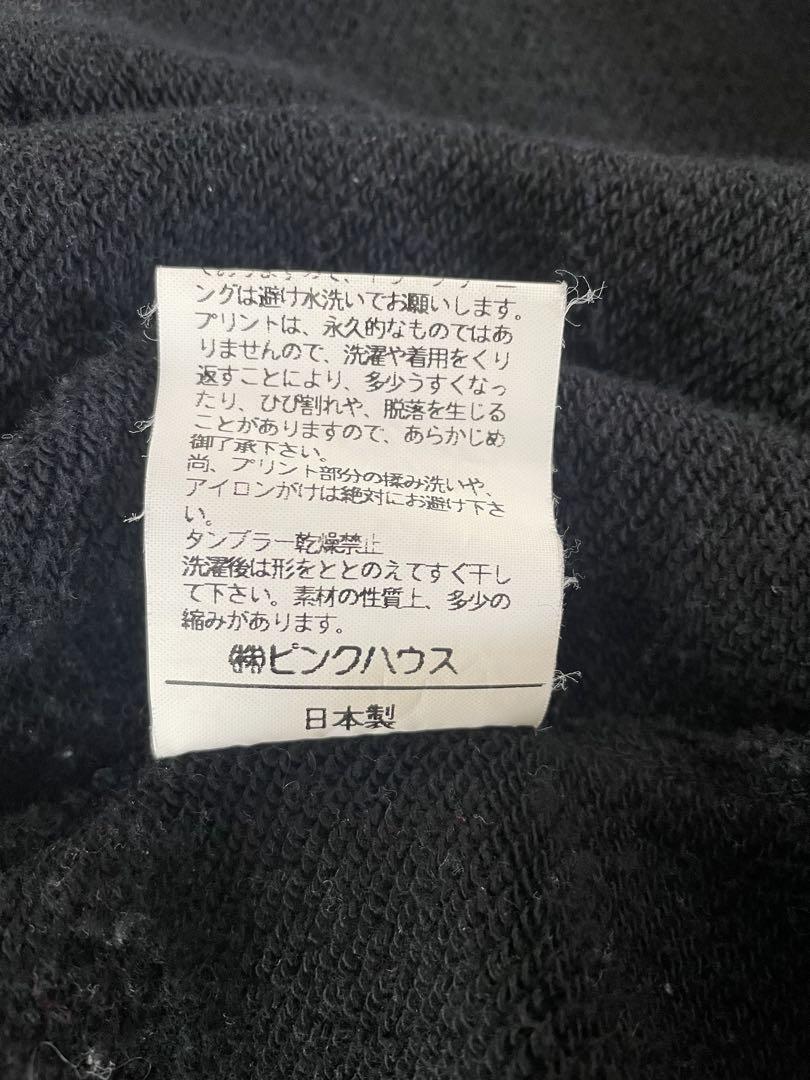 ングは避け水洗いでお願いします。
プリントは、永久的なものではあ
りませんので、洗濯や着用をくり
返すことにより、多少うすくなっ
たり、ひび割れや、脱落を生じる
ことがありますので、あらかじめ
御了承下さい。
尚、プリント部分の揉み洗いや、
アイロンがけは絶対にお避け下さ
い。
タンブラー乾燥禁止
洗濯後は形をととのえてすぐ干し
て下さい。素材の性質上、多少の
縮みがあります。
㈱ピンクハウス
日本製